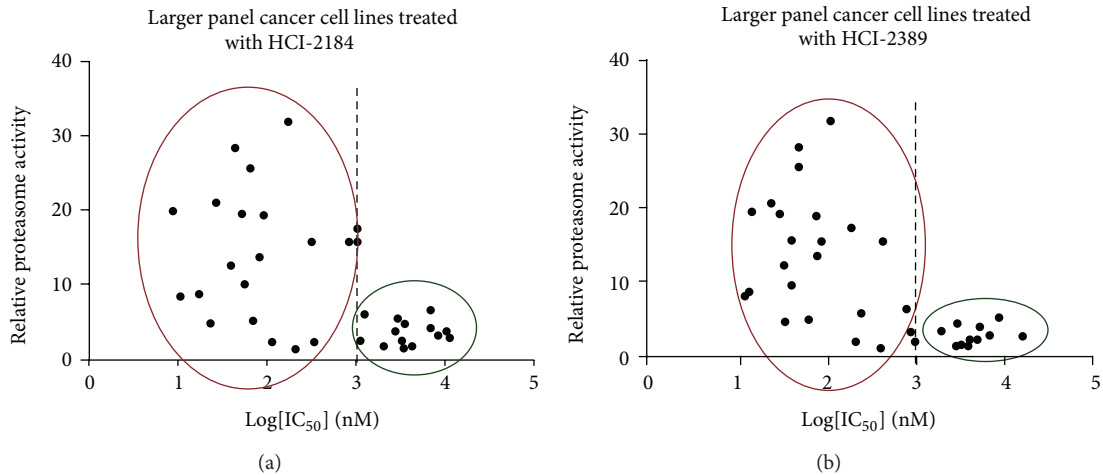 Larger panel cancer cell lines treated
with HCI-2184
40
30
20
10
0
Relative proteasome activity
0 1 2 3 4 5
Log[IC₅₀] (nM)
(a)
Larger panel cancer cell lines treated
with HCI-2389
40
30
20
10
0
Relative proteasome activity
0 1 2 3 4 5
Log[IC₅₀] (nM)
(b)